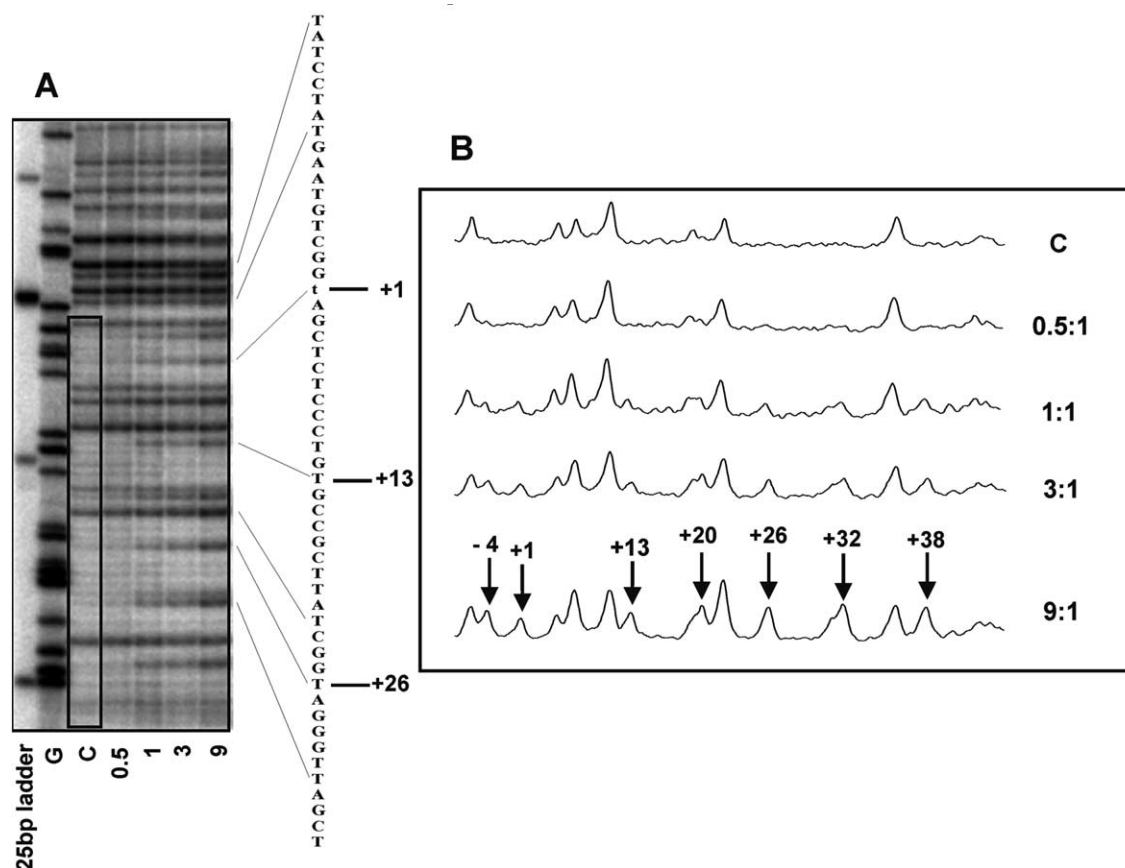 A
25bp ladder
G
C
0.5
1
3
9
TATCCTATGAATGTCGGtAGCTCTCCCTGTGCCGCTTATCGGTAGGGTTAGCT
+1
+13
+26
B
C
0.5:1
1:1
3:1
- 4 +1 +13 +20 +26 +32 +38
9:1